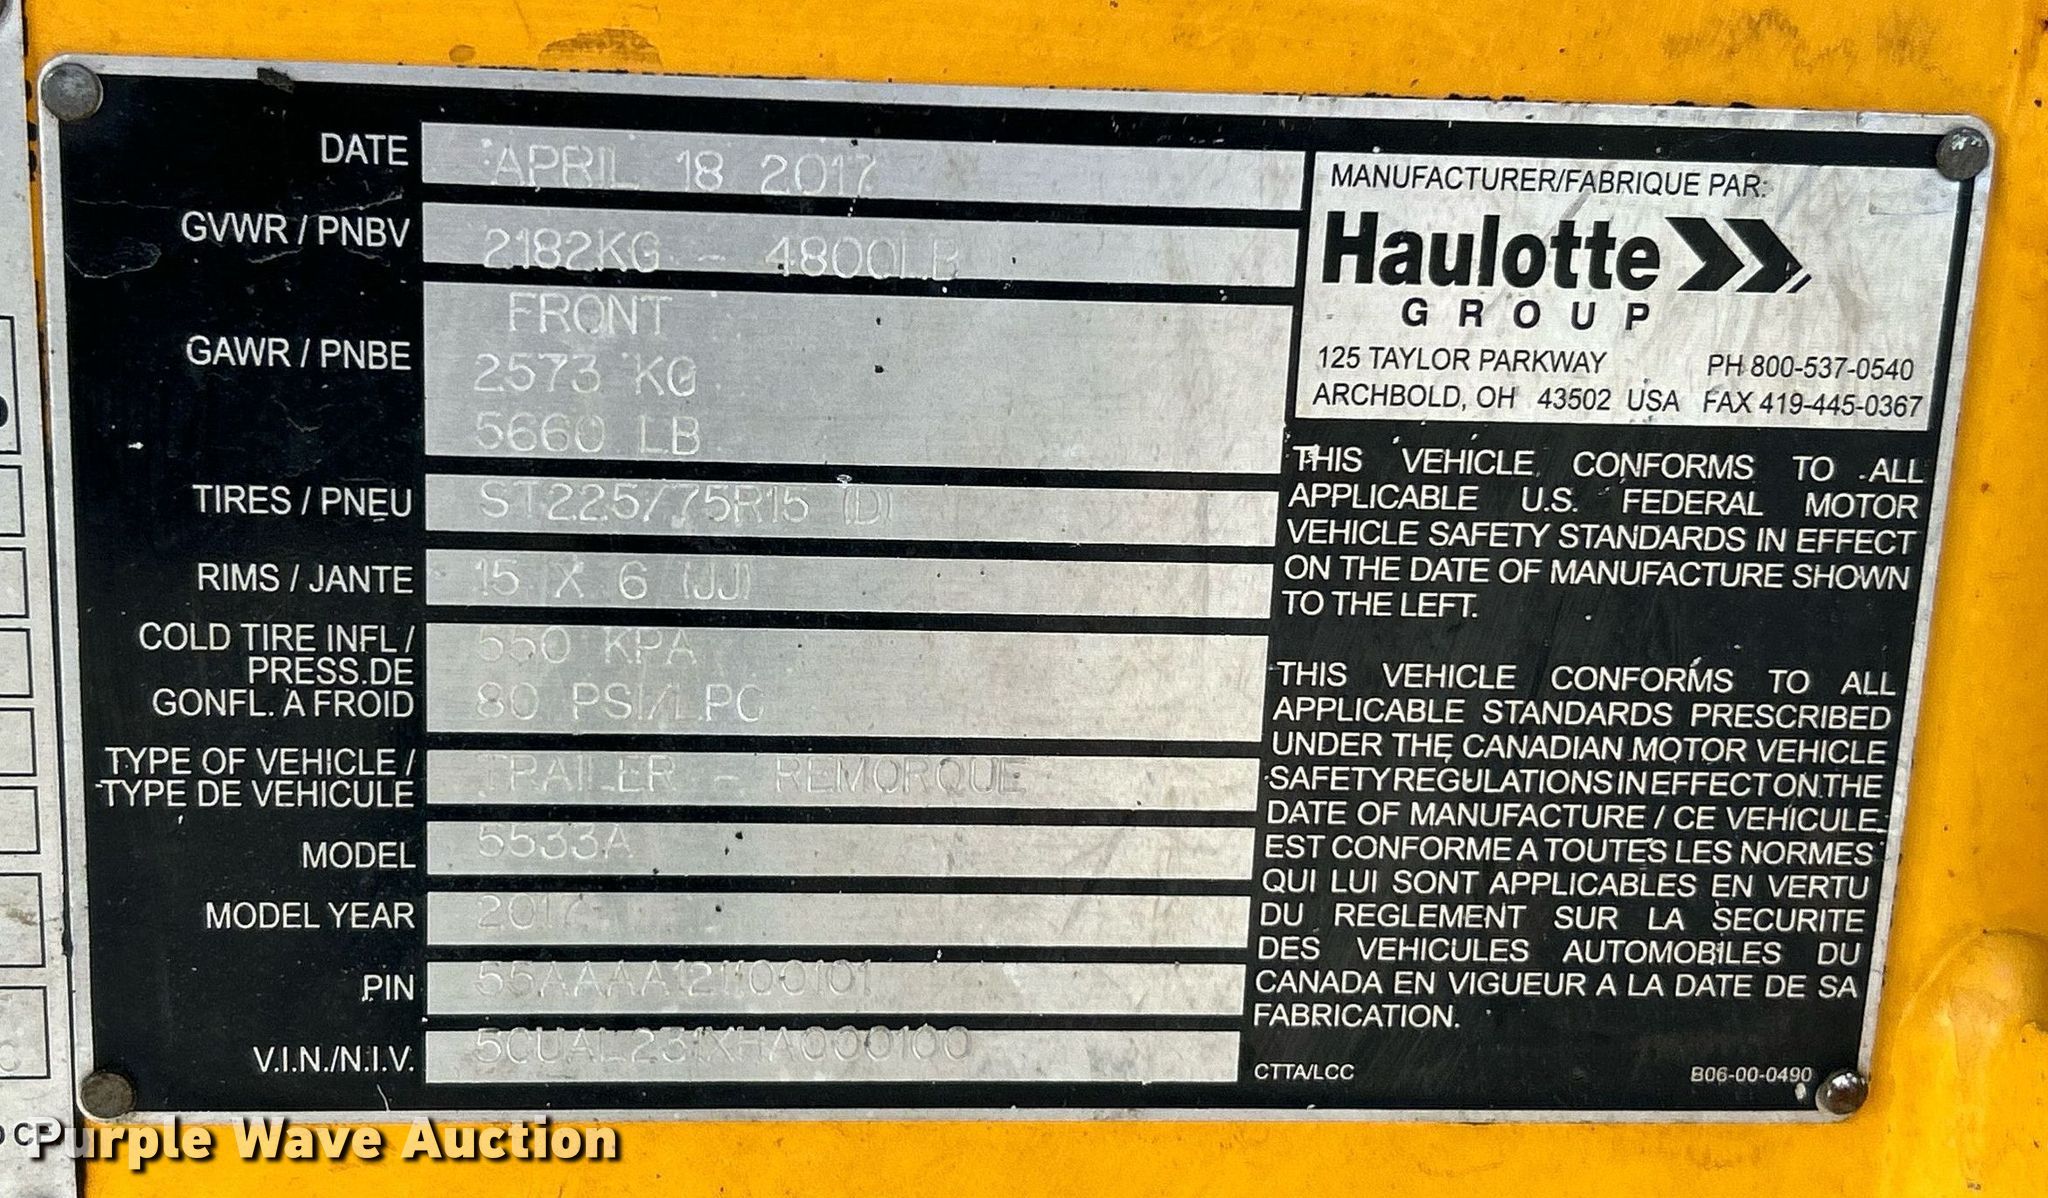 DATE APRIL 18 2017
GVWR / PNBV 2182KG - 4800LB
GAWR / PNBE FRONT
2573 KG
5660 LB
TIRES / PNEU ST225/75R15 (D)
RIMS / JANTE 15 X 6 (JJ)
COLD TIRE INFL / 550 KPA
PRESS.DE
GONFL. A FROID 80 PSI/LPC
TYPE OF VEHICLE / TRAILER - REMORQUE
TYPE DE VEHICULE
MODEL 5533A
MODEL YEAR 2017
PIN
V.I.N./N.I.V. 5CUAL231XHA000100
MANUFACTURER/FABRIQUE PAR:
Haulotte
GROUP
125 TAYLOR PARKWAY PH 800-537-0540
ARCHBOLD, OH 43502 USA FAX 419-445-0367
THIS VEHICLE CONFORMS TO ALL
APPLICABLE U.S. FEDERAL MOTOR
VEHICLE SAFETY STANDARDS IN EFFECT
ON THE DATE OF MANUFACTURE SHOWN
TO THE LEFT.
THIS VEHICLE CONFORMS TO ALL
APPLICABLE STANDARDS PRESCRIBED
UNDER THE CANADIAN MOTOR VEHICLE
SAFETY REGULATIONS IN EFFECT ON THE
DATE OF MANUFACTURE / CE VEHICULE
EST CONFORME A TOUTES LES NORMES
QUI LUI SONT APPLICABLES EN VERTU
DU REGLEMENT SUR LA SECURITE
DES VEHICULES AUTOMOBILES DU
CANADA EN VIGUEUR A LA DATE DE SA
FABRICATION.
CTTA/LCC B06-00-0490
Purple Wave Auction